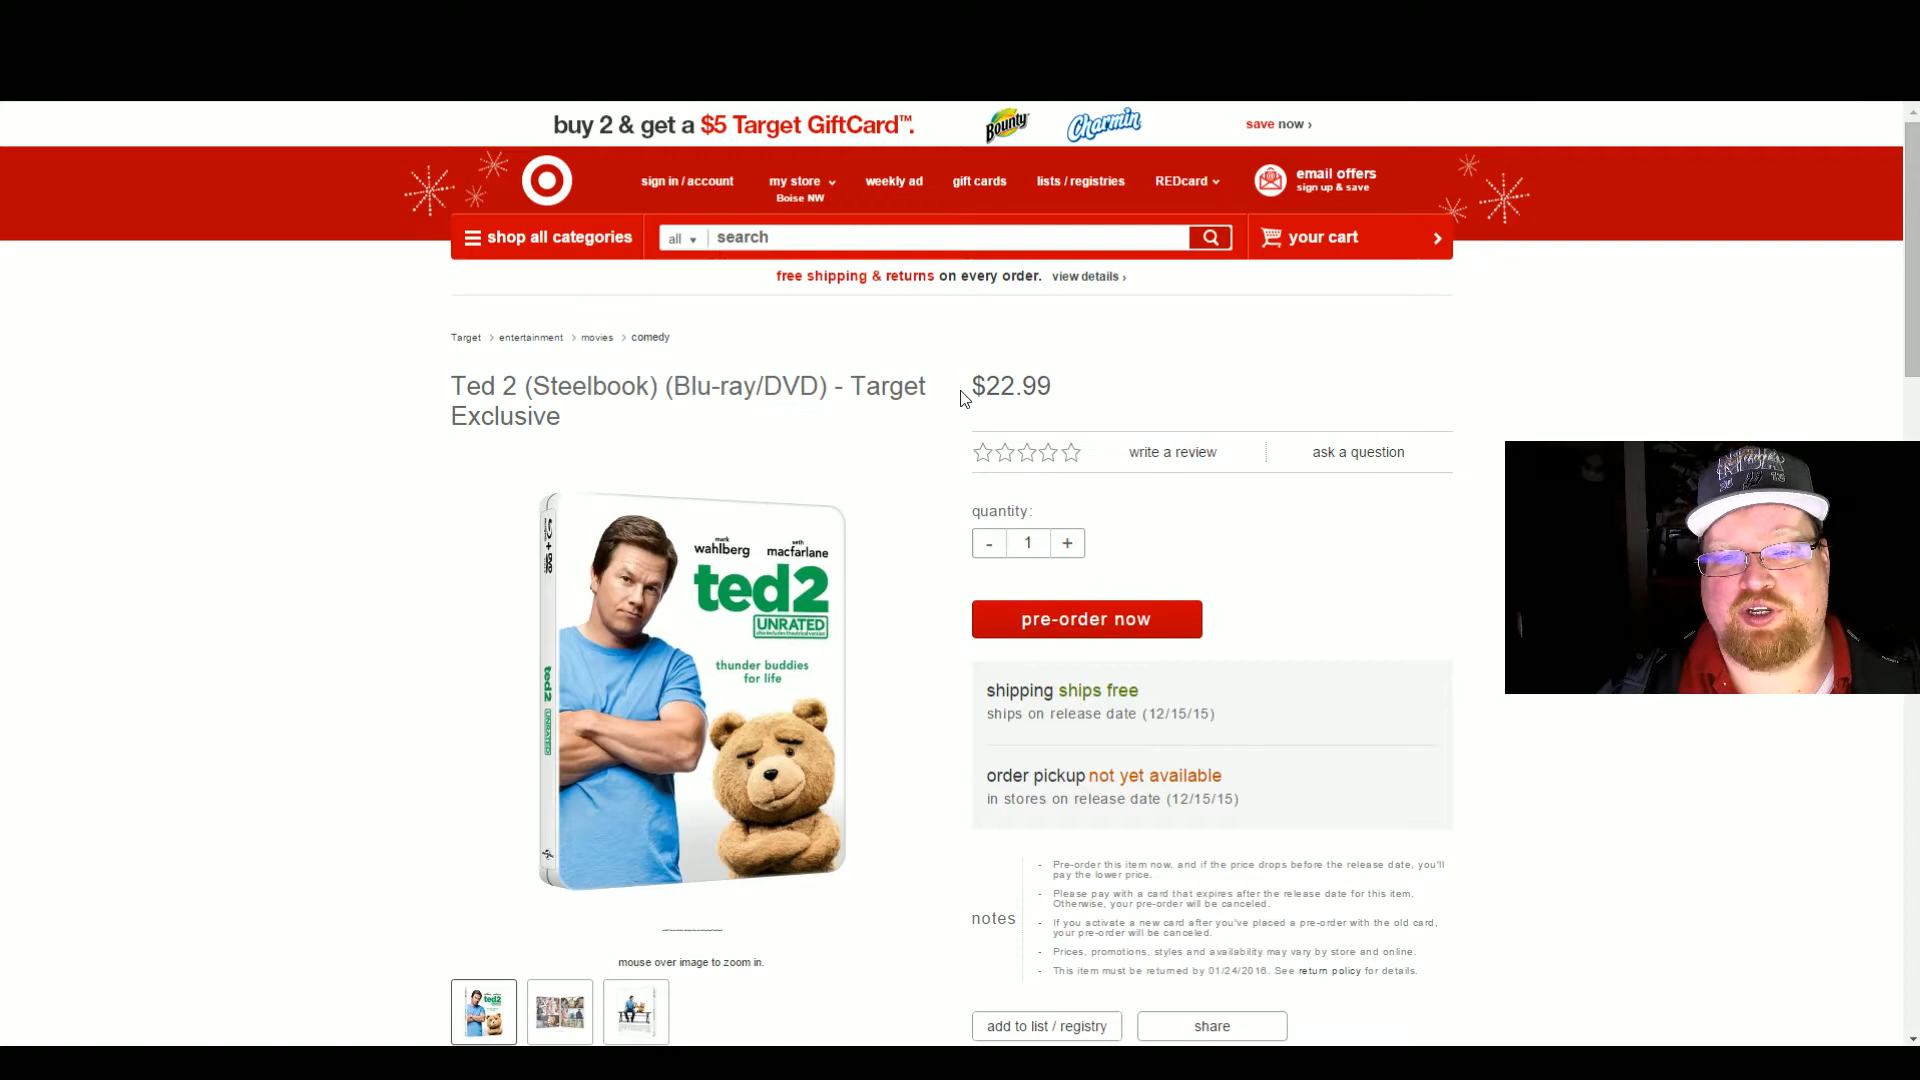 buy 2 & get a $5 Target GiftCard™.
Bounty
Charmin
save now ›
sign in / account
my store
Boise NW
weekly ad
gift cards
lists / registries
REDcard
email offers
sign up & save
shop all categories
all
search
your cart
free shipping & returns on every order. view details ›
Target > entertainment > movies > comedy
Ted 2 (Steelbook) (Blu-ray/DVD) - Target
Exclusive
$22.99
write a review
ask a question
quantity:
- 1 +
pre-order now
shipping ships free
ships on release date (12/15/15)
order pickup not yet available
in stores on release date (12/15/15)
mark wahlberg
seth macfarlane
ted2
UNRATED
also includes theatrical version
thunder buddies
for life
ted2
UNRATED
notes
- Pre-order this item now, and if the price drops before the release date, you'll
pay the lower price.
- Please pay with a card that expires after the release date for this item.
Otherwise, your pre-order will be canceled.
- If you activate a new card after you've placed a pre-order with the old card,
your pre-order will be canceled.
- Prices, promotions, styles and availability may vary by store and online.
- This item must be returned by 01/24/2016. See return policy for details.
mouse over image to zoom in.
add to list / registry
share